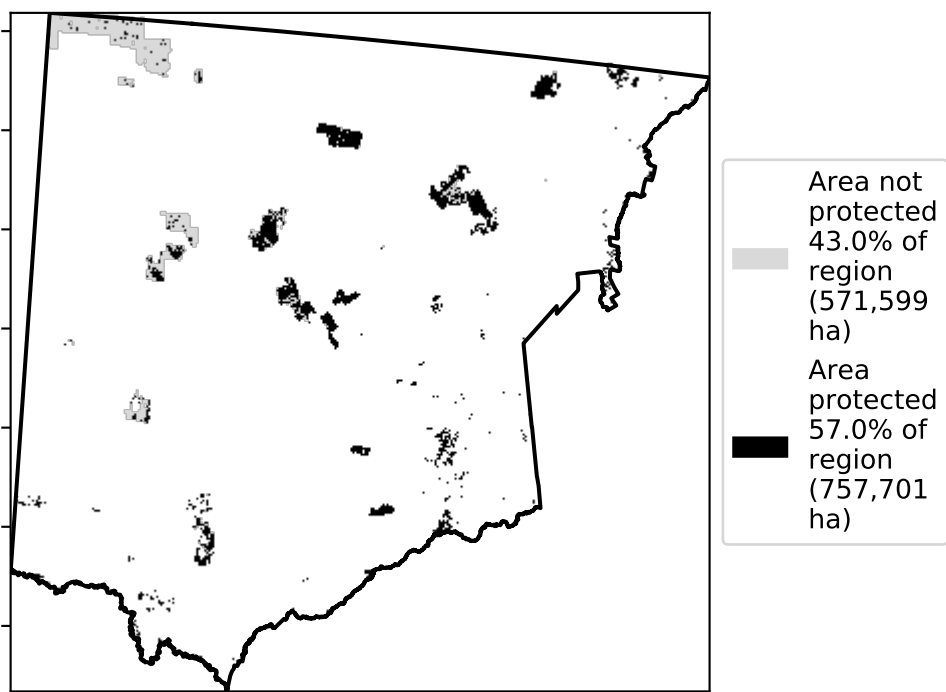 Area not
protected
43.0% of
region
(571,599
ha)
Area
protected
57.0% of
region
(757,701
ha)